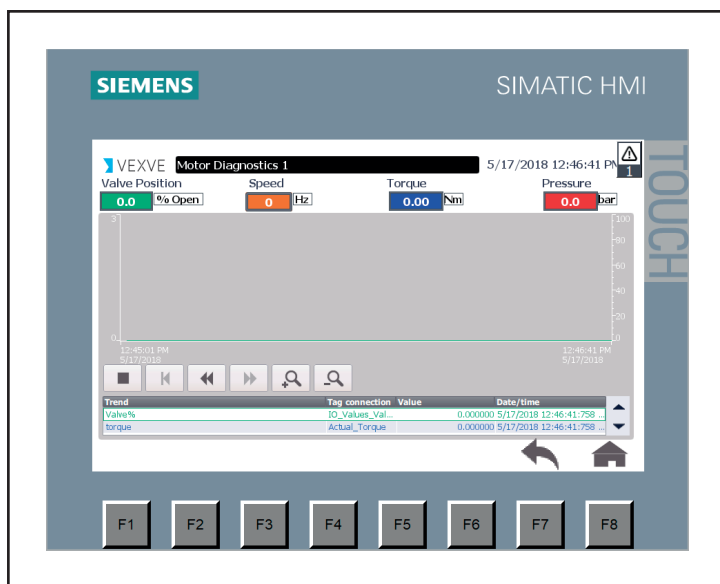 SIEMENS
SIMATIC HMI
TOUCH
VEXVE Motor Diagnostics 1 5/17/2018 12:46:41 PM
1
Valve Position Speed Torque Pressure
0.0 % Open 0 Hz 0.00 Nm 0.0 bar
3 100
80
60
40
20
0 0
12:45:01 PM 12:46:41 PM
5/17/2018 5/17/2018
Trend Tag connection Value Date/time
Valve% IO_Values_Val... 0.000000 5/17/2018 12:46:41:758 ...
torque Actual_Torque 0.000000 5/17/2018 12:46:41:758 ...
F1 F2 F3 F4 F5 F6 F7 F8